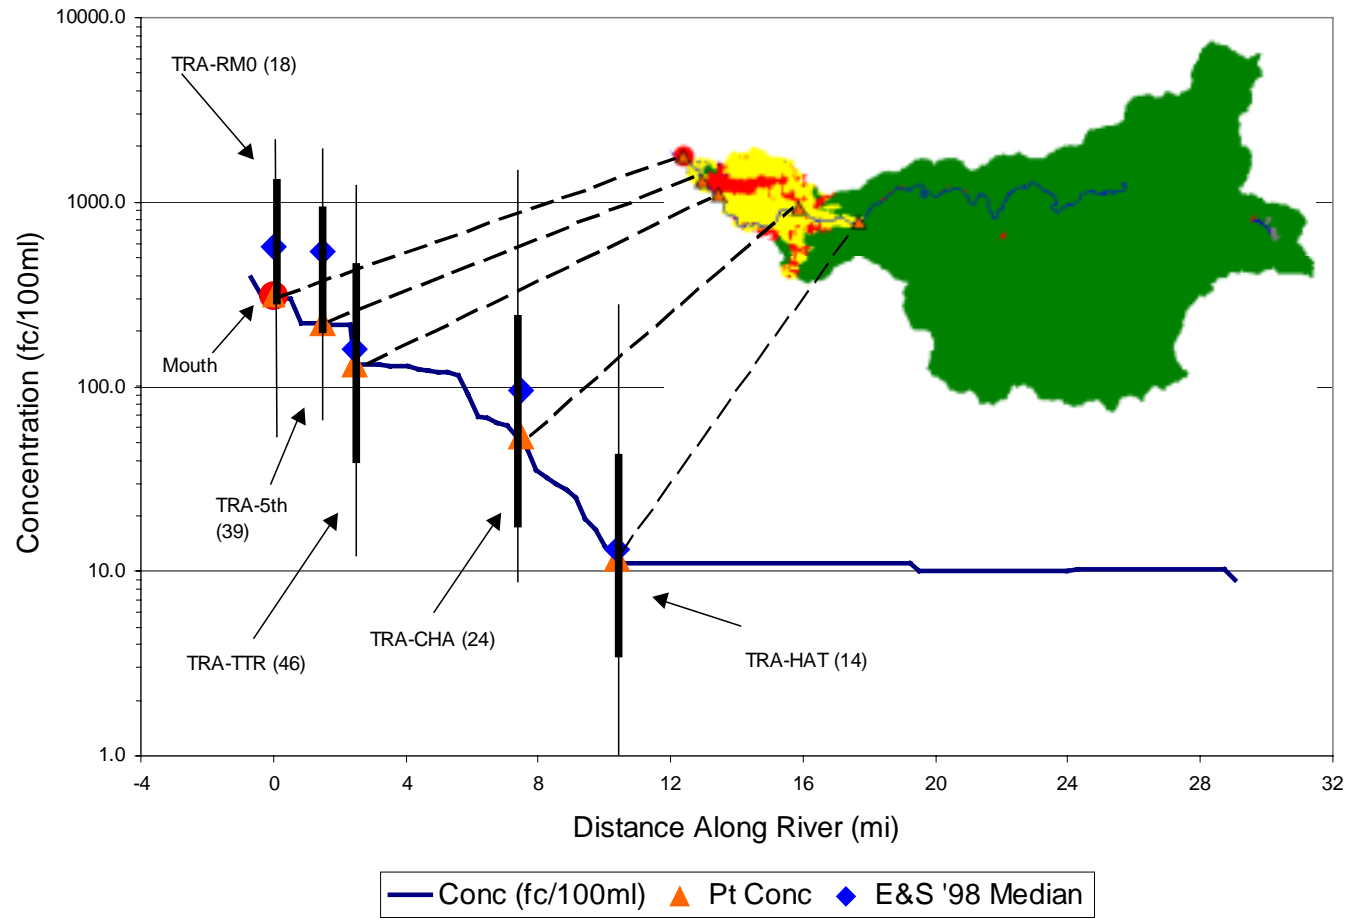 10000.0
1000.0
100.0
10.0
1.0
Concentration (fc/100ml)
TRA-RM0 (18)
Mouth
TRA-5th
(39)
TRA-TTR (46)
TRA-CHA (24)
TRA-HAT (14)
-4 0 4 8 12 16 20 24 28 32
Distance Along River (mi)
Conc (fc/100ml) Pt Conc E&S '98 Median